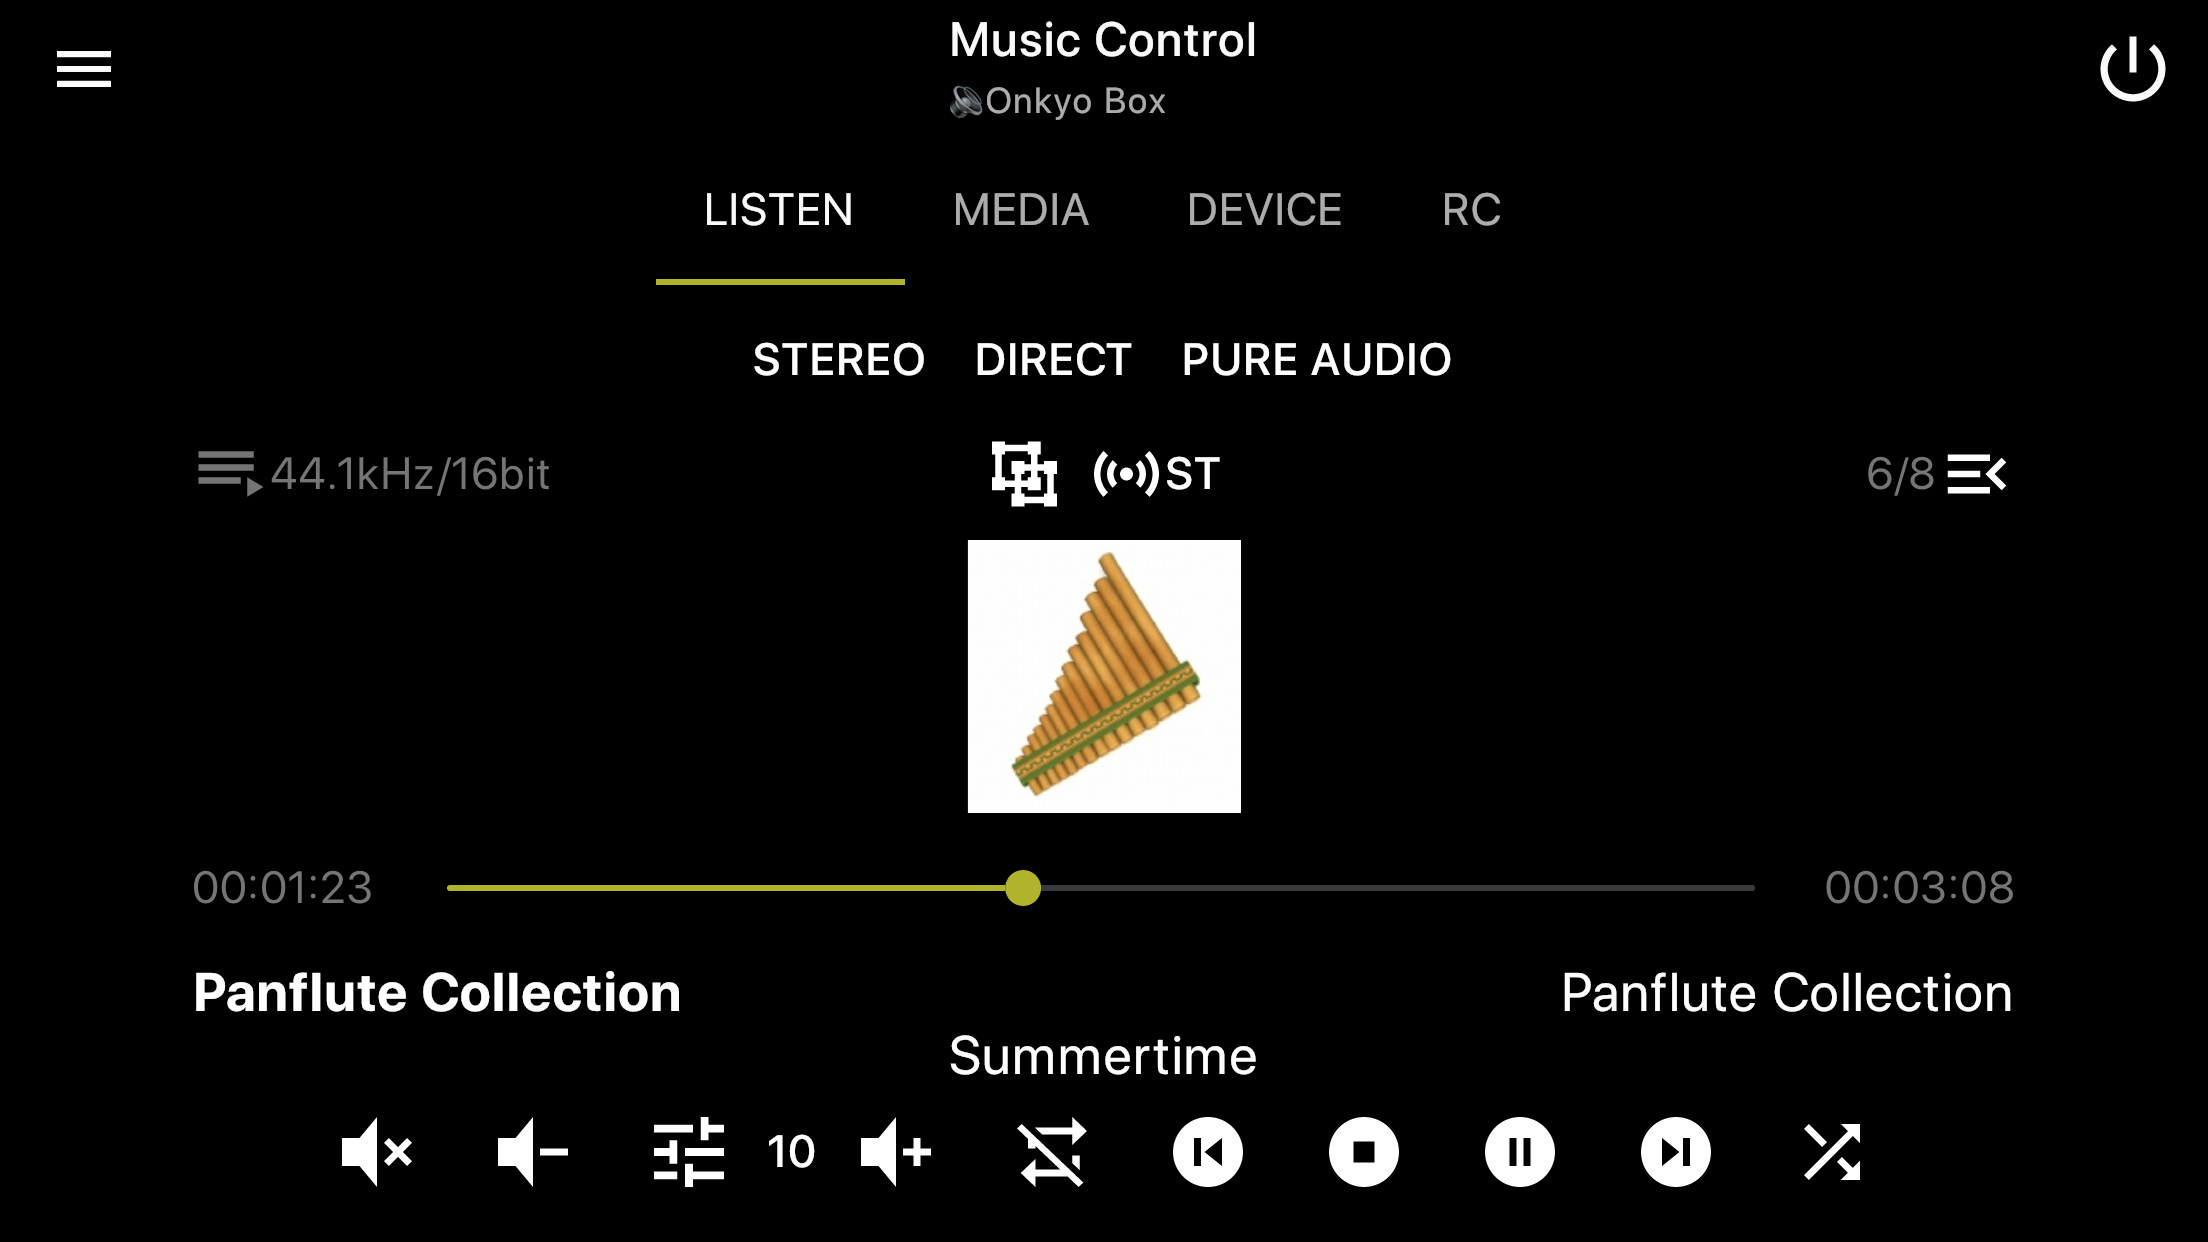 Music Control
Onkyo Box
LISTEN MEDIA DEVICE RC
STEREO DIRECT PURE AUDIO
44.1kHz/16bit ST 6/8
00:01:23 00:03:08
Panflute Collection Panflute Collection
Summertime
10